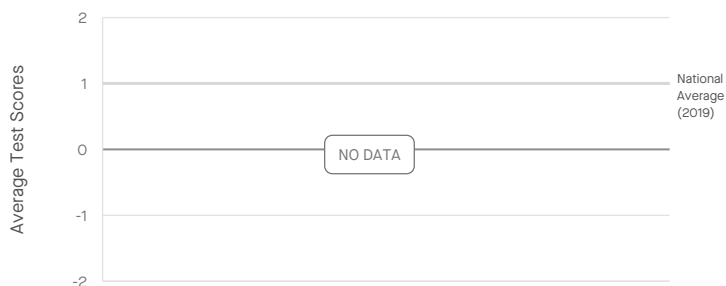 2
National
1
Average
(2019)
Average Test Scores
0
NO DATA
-1
-2